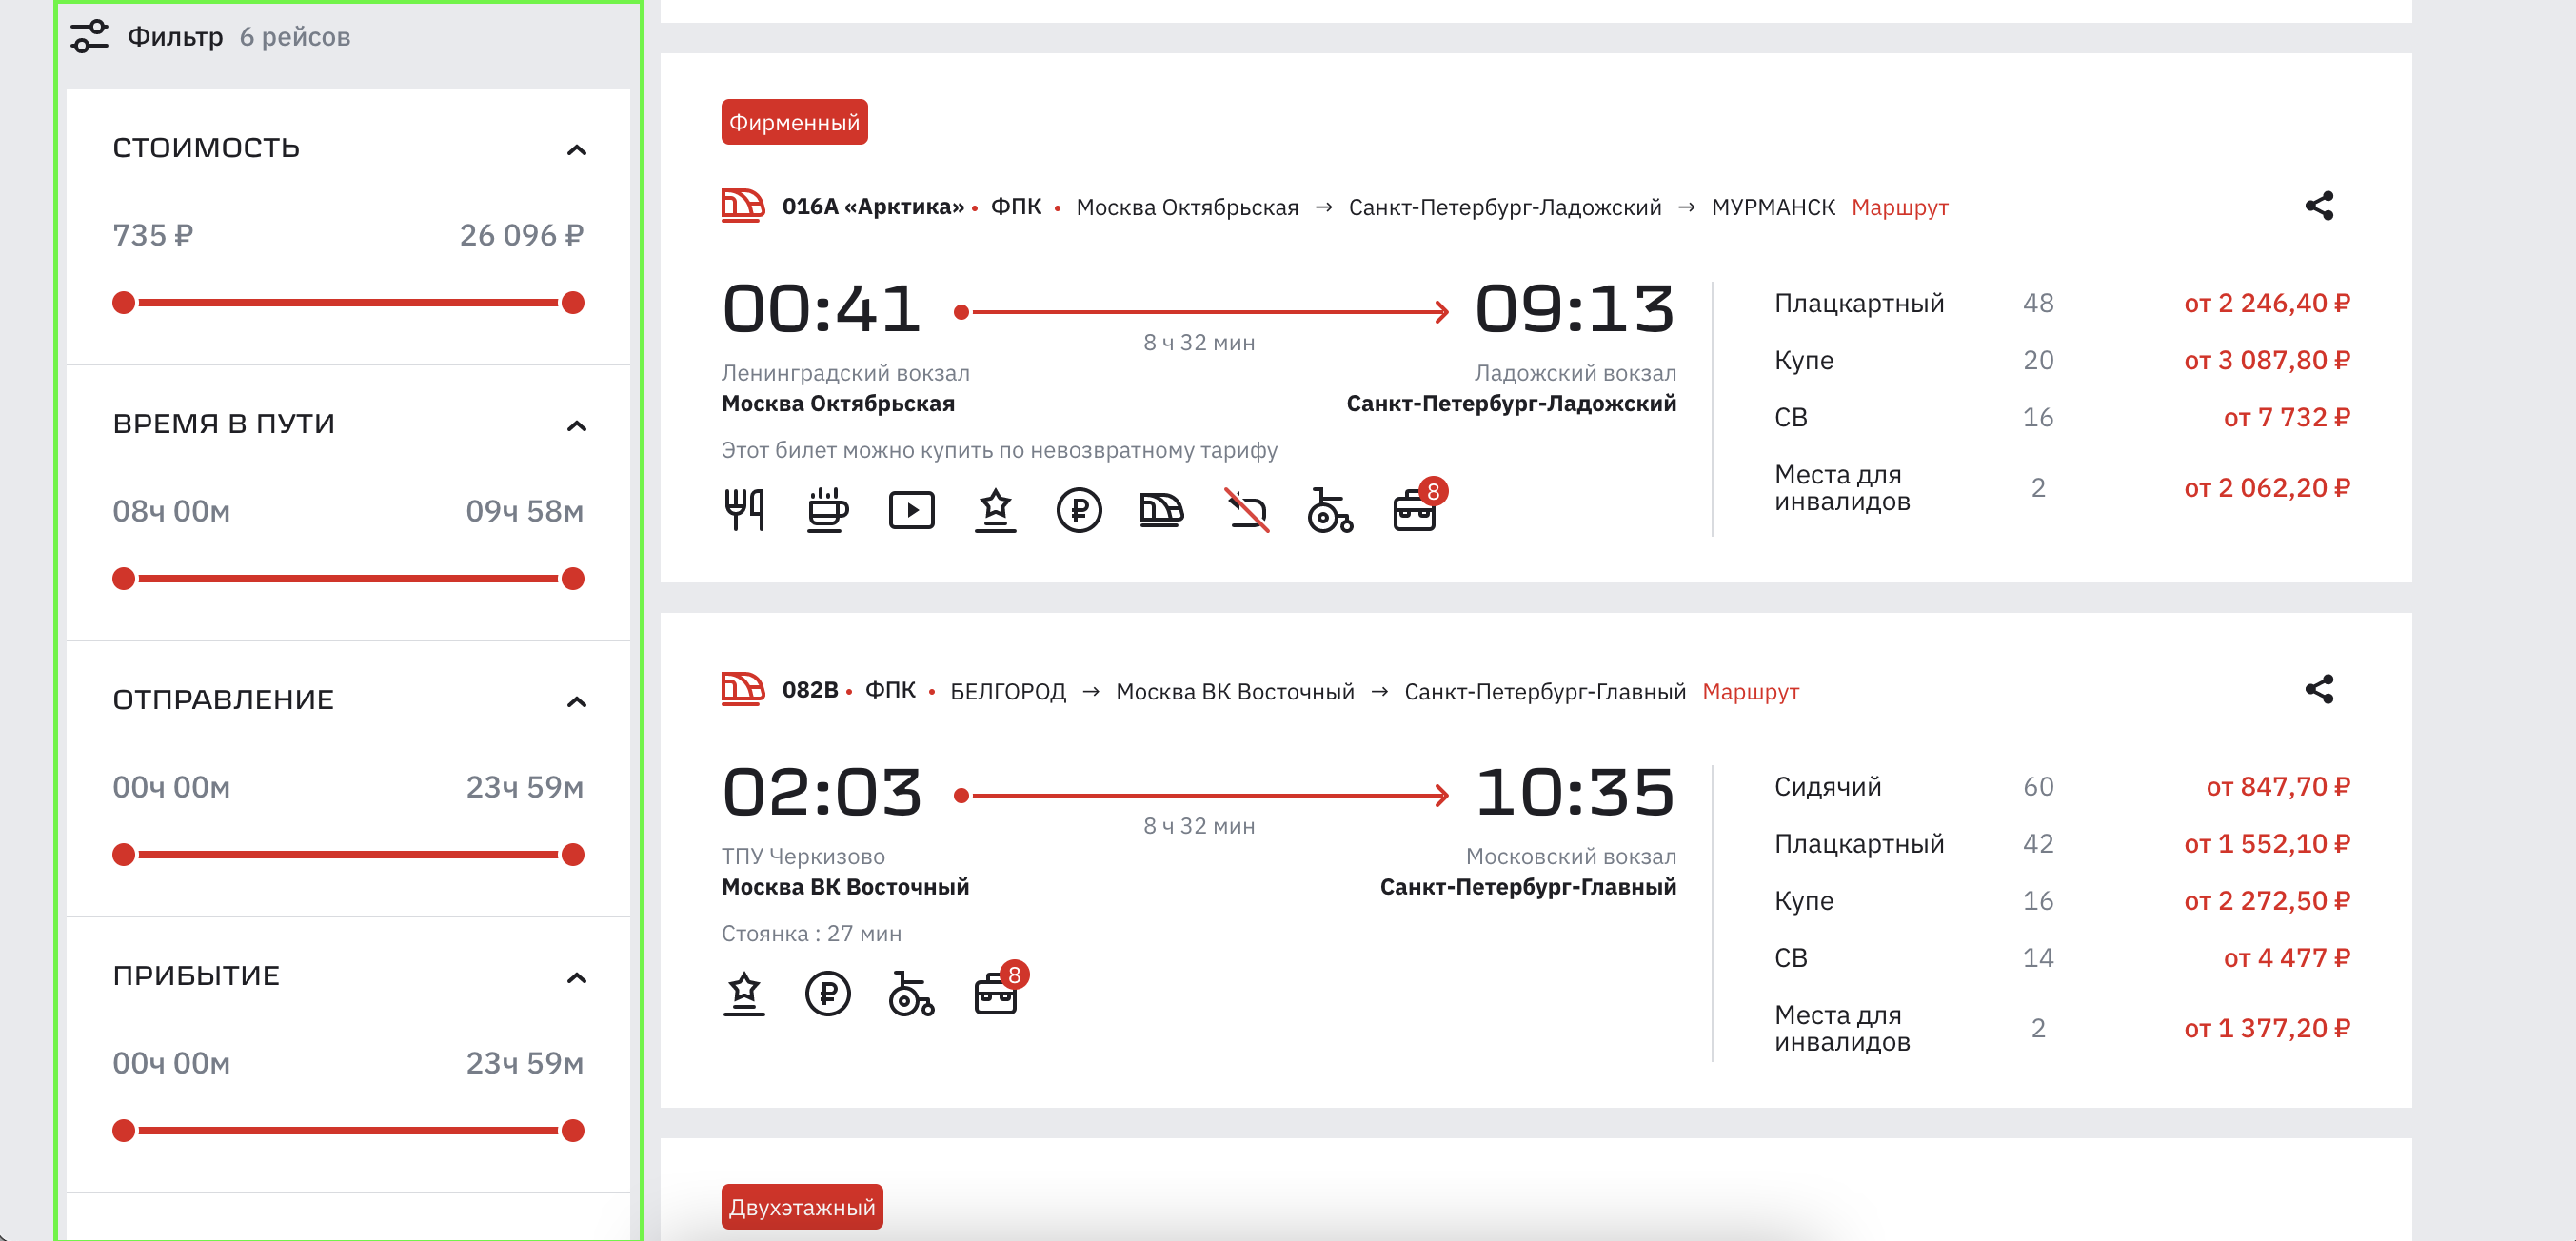 Фильтр 6 рейсов
СТОИМОСТЬ
735 ₽ 26 096 ₽
ВРЕМЯ В ПУТИ
08ч 00м 09ч 58м
ОТПРАВЛЕНИЕ
00ч 00м 23ч 59м
ПРИБЫТИЕ
00ч 00м 23ч 59м
Фирменный
016А «Арктика» • ФПК • Москва Октябрьская → Санкт-Петербург-Ладожский → МУРМАНСК Маршрут
00:41 09:13
8 ч 32 мин
Ленинградский вокзал Ладожский вокзал
Москва Октябрьская Санкт-Петербург-Ладожский
Этот билет можно купить по невозвратному тарифу
8
Плацкартный 48 от 2 246,40 ₽
Купе 20 от 3 087,80 ₽
СВ 16 от 7 732 ₽
Места для
инвалидов 2 от 2 062,20 ₽
082В • ФПК • БЕЛГОРОД → Москва ВК Восточный → Санкт-Петербург-Главный Маршрут
02:03 10:35
8 ч 32 мин
ТПУ Черкизово Московский вокзал
Москва ВК Восточный Санкт-Петербург-Главный
Стоянка : 27 мин
8
Сидячий 60 от 847,70 ₽
Плацкартный 42 от 1 552,10 ₽
Купе 16 от 2 272,50 ₽
СВ 14 от 4 477 ₽
Места для
инвалидов 2 от 1 377,20 ₽
Двухэтажный